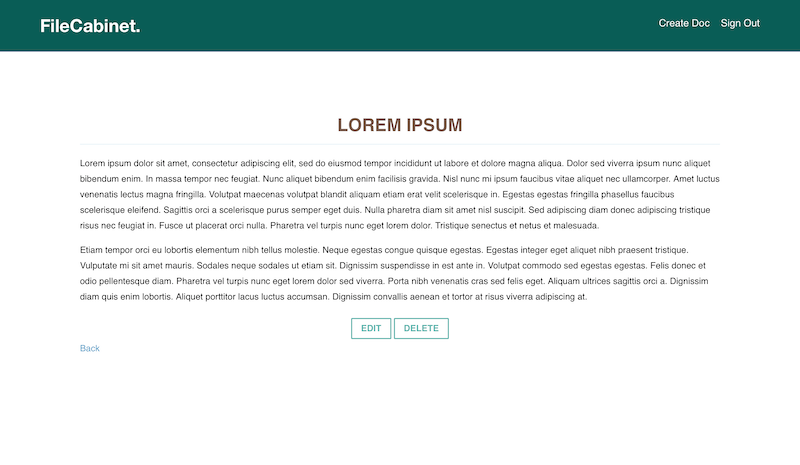 FileCabinet.
Create Doc Sign Out
LOREM IPSUM
Lorem ipsum dolor sit amet, consectetur adipiscing elit, sed do eiusmod tempor incididunt ut labore et dolore magna aliqua. Dolor sed viverra ipsum nunc aliquet
bibendum enim. In massa tempor nec feugiat. Nunc aliquet bibendum enim facilisis gravida. Nisl nunc mi ipsum faucibus vitae aliquet nec ullamcorper. Amet luctus
venenatis lectus magna fringilla. Volutpat maecenas volutpat blandit aliquam etiam erat velit scelerisque in. Egestas egestas fringilla phasellus faucibus
scelerisque eleifend. Sagittis orci a scelerisque purus semper eget duis. Nulla pharetra diam sit amet nisl suscipit. Sed adipiscing diam donec adipiscing tristique
risus nec feugiat in. Fusce ut placerat orci nulla. Pharetra vel turpis nunc eget lorem dolor. Tristique senectus et netus et malesuada.
Etiam tempor orci eu lobortis elementum nibh tellus molestie. Neque egestas congue quisque egestas. Egestas integer eget aliquet nibh praesent tristique.
Vulputate mi sit amet mauris. Sodales neque sodales ut etiam sit. Dignissim suspendisse in est ante in. Volutpat commodo sed egestas egestas. Felis donec et
odio pellentesque diam. Pharetra vel turpis nunc eget lorem dolor sed viverra. Porta nibh venenatis cras sed felis eget. Aliquam ultrices sagittis orci a. Dignissim
diam quis enim lobortis. Aliquet porttitor lacus luctus accumsan. Dignissim convallis aenean et tortor at risus viverra adipiscing at.
EDIT DELETE
Back